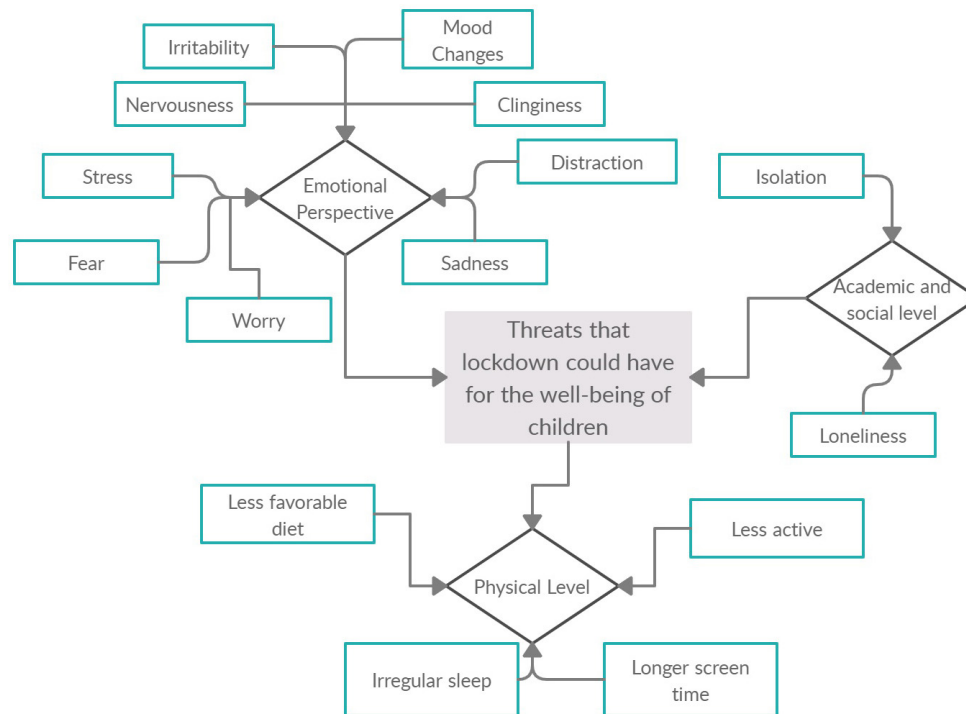 Mood
Changes
Irritability
Nervousness
Clinginess
Distraction
Stress
Emotional
Perspective
Isolation
Fear
Sadness
Worry
Academic and
social level
Threats that
lockdown could have
for the well-being of
children
Loneliness
Less favorable
diet
Less active
Physical Level
Irregular sleep
Longer screen
time